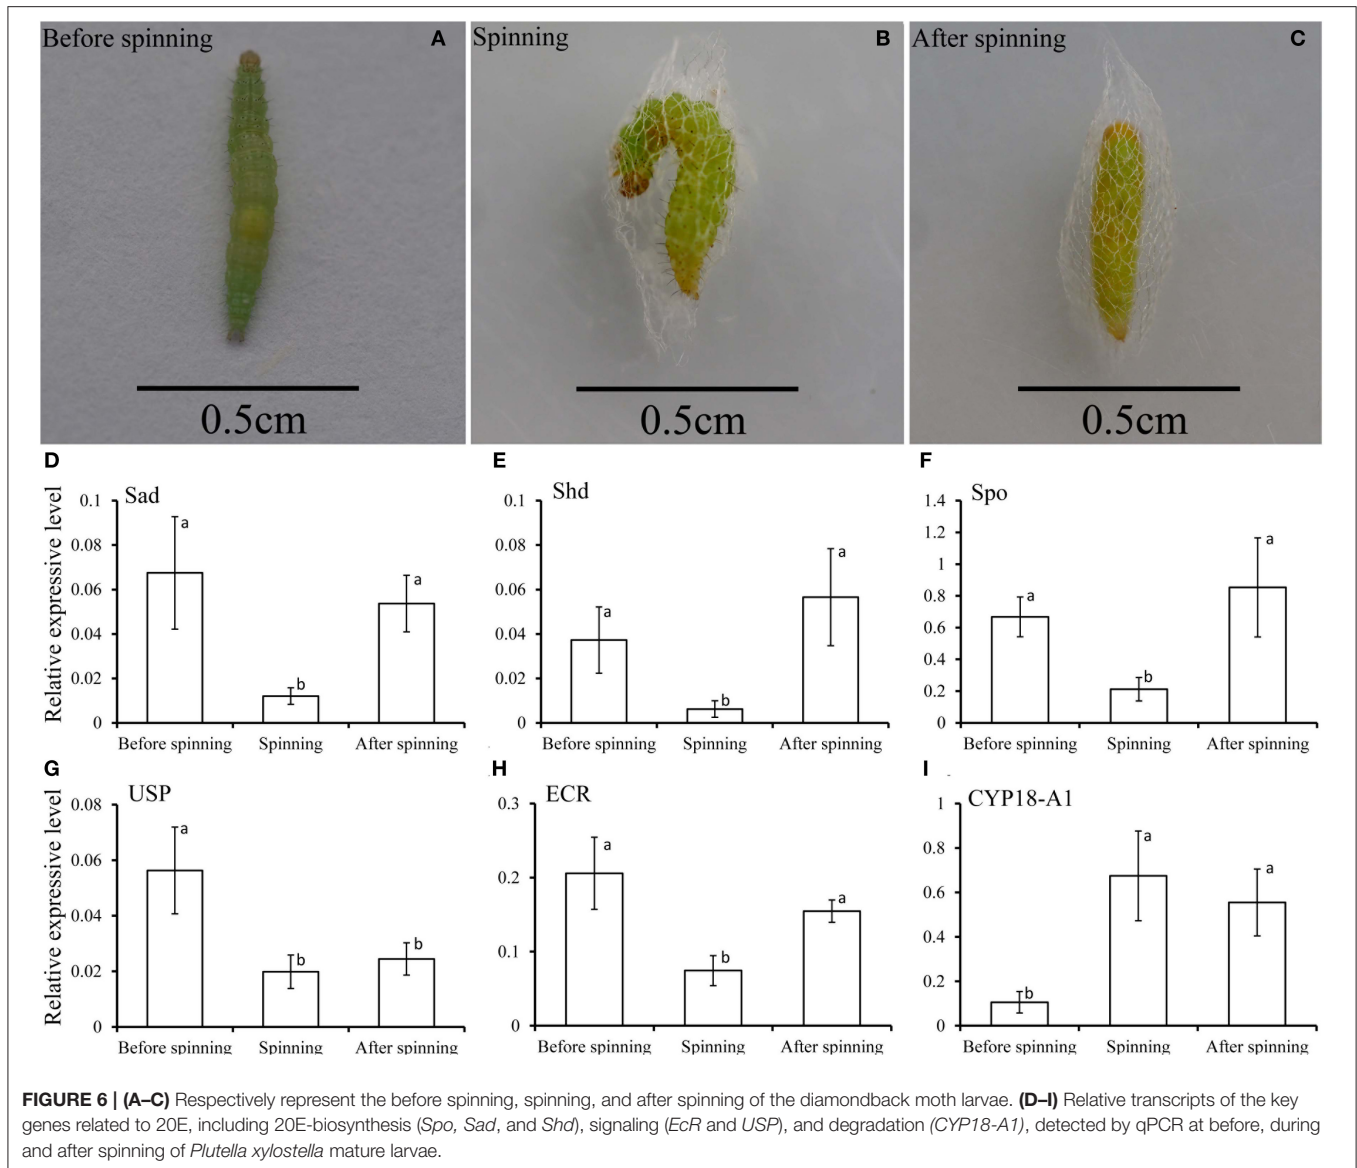 Before spinning A
Spinning B
After spinning C
0.5cm
0.5cm
0.5cm
D
E
F
Sad
Relative expressive level
0.1
0.08
0.06
0.04
0.02
0
a
b
a
Before spinning Spinning After spinning
Shd
0.1
0.08
0.06
0.04
0.02
0
a
b
a
Before spinning Spinning After spinning
Spo
1.4
1.2
1
0.8
0.6
0.4
0.2
0
a
b
a
Before spinning Spinning After spinning
G
H
I
USP
Relative expressive level
0.08
0.06
0.04
0.02
0
a
b
b
Before spinning Spinning After spinning
ECR
0.3
0.2
0.1
0
a
b
a
Before spinning Spinning After spinning
CYP18-A1
1
0.8
0.6
0.4
0.2
0
b
a
a
Before spinning Spinning After spinning
FIGURE 6 | (A–C) Respectively represent the before spinning, spinning, and after spinning of the diamondback moth larvae. (D–I) Relative transcripts of the key
genes related to 20E, including 20E-biosynthesis (Spo, Sad, and Shd), signaling (EcR and USP), and degradation (CYP18-A1), detected by qPCR at before, during
and after spinning of Plutella xylostella mature larvae.